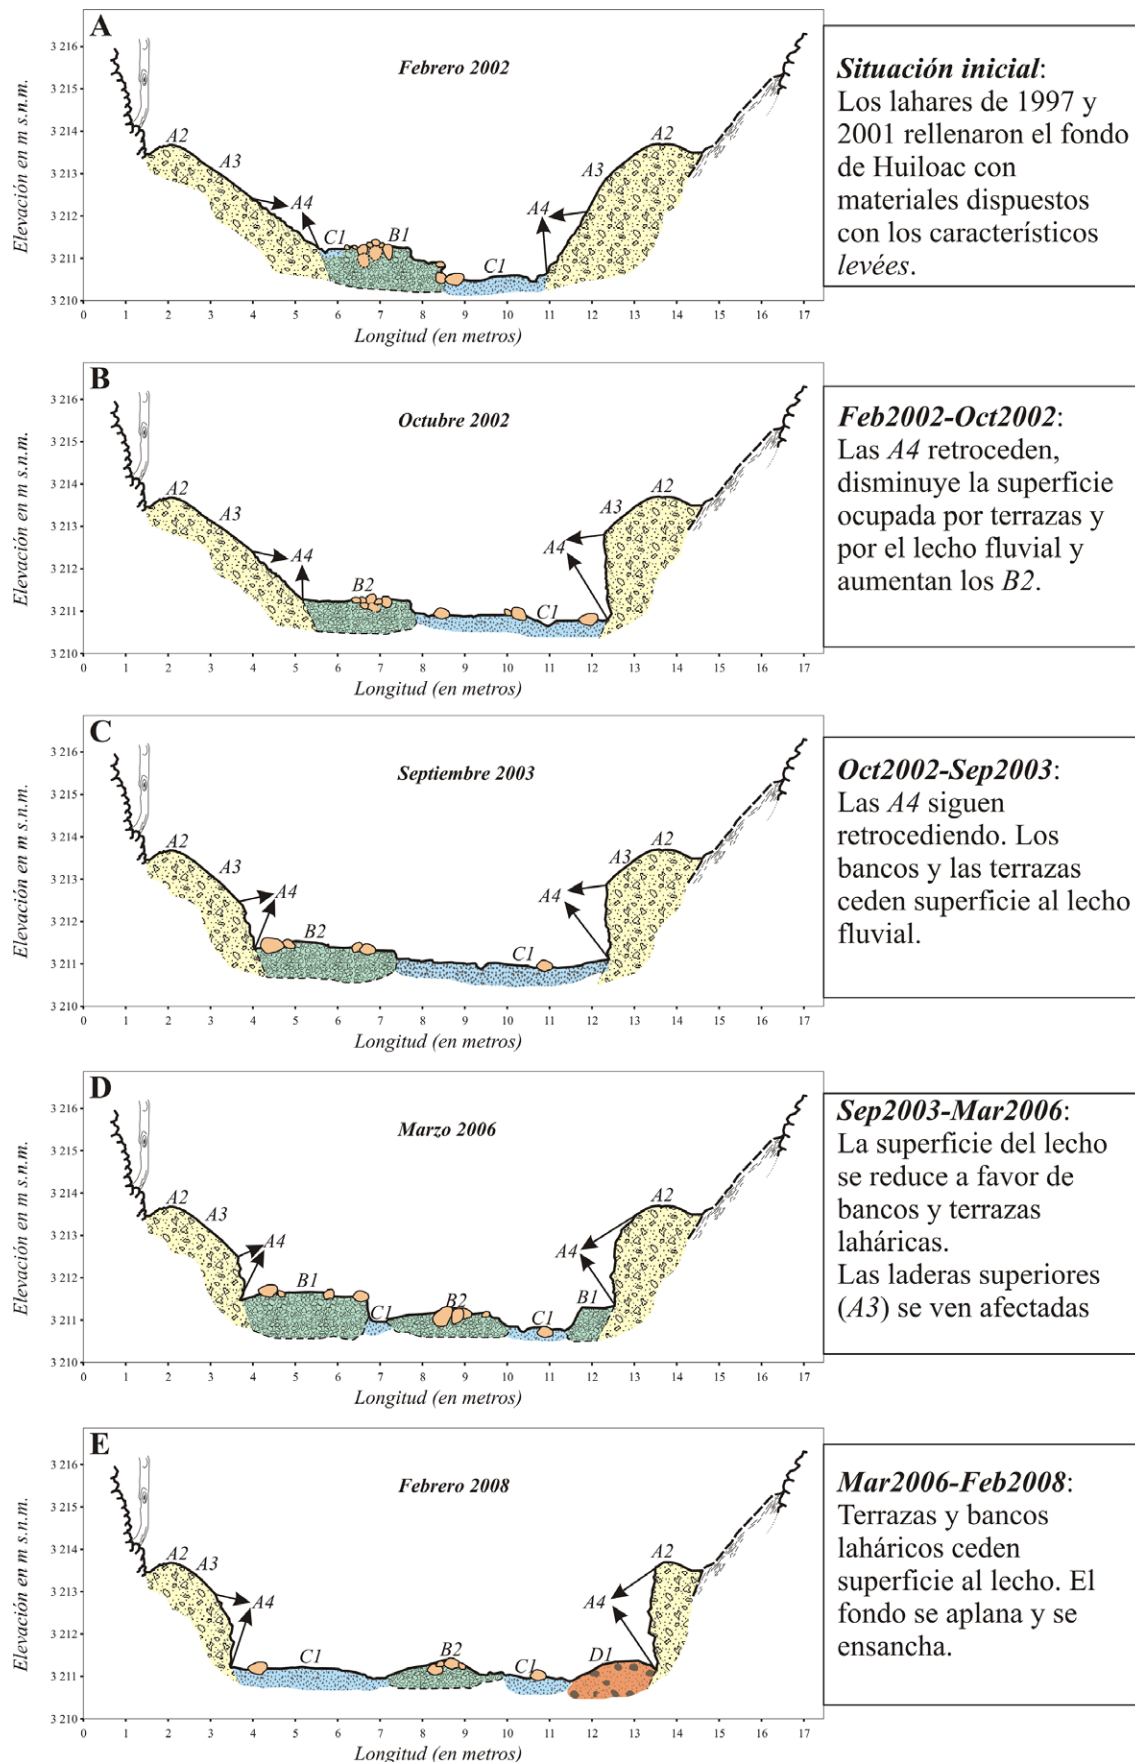 A
Febrero 2002
Elevación en m s.n.m.
3 216
3 215
3 214
3 213
3 212
3 211
3 210
A2
A3
A4
C1
B1
C1
A4
A3
A2
0 1 2 3 4 5 6 7 8 9 10 11 12 13 14 15 16 17
Longitud (en metros)
Situación inicial:
Los lahares de 1997 y
2001 rellenaron el fondo
de Huiloac con
materiales dispuestos
con los característicos
levées.
B
Octubre 2002
Elevación en m s.n.m.
3 216
3 215
3 214
3 213
3 212
3 211
3 210
A2
A3
A4
B2
C1
A4
A3
A2
0 1 2 3 4 5 6 7 8 9 10 11 12 13 14 15 16 17
Longitud (en metros)
Feb2002-Oct2002:
Las A4 retroceden,
disminuye la superficie
ocupada por terrazas y
por el lecho fluvial y
aumentan los B2.
C
Septiembre 2003
Elevación en m s.n.m.
3 216
3 215
3 214
3 213
3 212
3 211
3 210
A2
A3
A4
B2
C1
A4
A3
A2
0 1 2 3 4 5 6 7 8 9 10 11 12 13 14 15 16 17
Longitud (en metros)
Oct2002-Sep2003:
Las A4 siguen
retrocediendo. Los
bancos y las terrazas
ceden superficie al lecho
fluvial.
D
Marzo 2006
Elevación en m s.n.m.
3 216
3 215
3 214
3 213
3 212
3 211
3 210
A2
A3
A4
B1
C1
B2
C1
B1
A4
A2
0 1 2 3 4 5 6 7 8 9 10 11 12 13 14 15 16 17
Longitud (en metros)
Sep2003-Mar2006:
La superficie del lecho
se reduce a favor de
bancos y terrazas
laháricas.
Las laderas superiores
(A3) se ven afectadas
E
Febrero 2008
Elevación en m s.n.m.
3 216
3 215
3 214
3 213
3 212
3 211
3 210
A2
A3
A4
C1
B2
C1
D1
A4
A2
0 1 2 3 4 5 6 7 8 9 10 11 12 13 14 15 16 17
Longitud (en metros)
Mar2006-Feb2008:
Terrazas y bancos
laháricos ceden
superficie al lecho. El
fondo se aplana y se
ensancha.